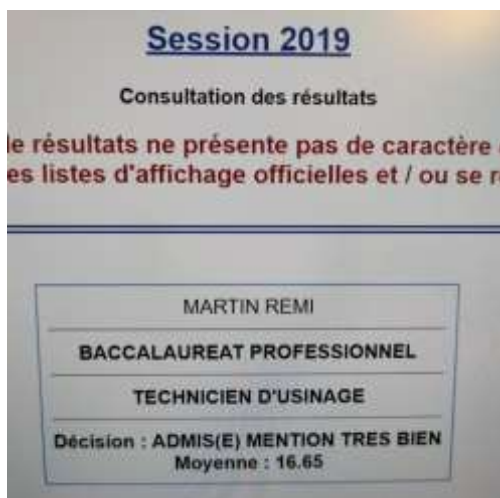 Session 2019
Consultation des résultats
le résultats ne présente pas de caractère
es listes d'affichage officielles et / ou se
MARTIN REMI
BACCALAUREAT PROFESSIONNEL
TECHNICIEN D'USINAGE
Décision : ADMIS(E) MENTION TRES BIEN
Moyenne : 16.65